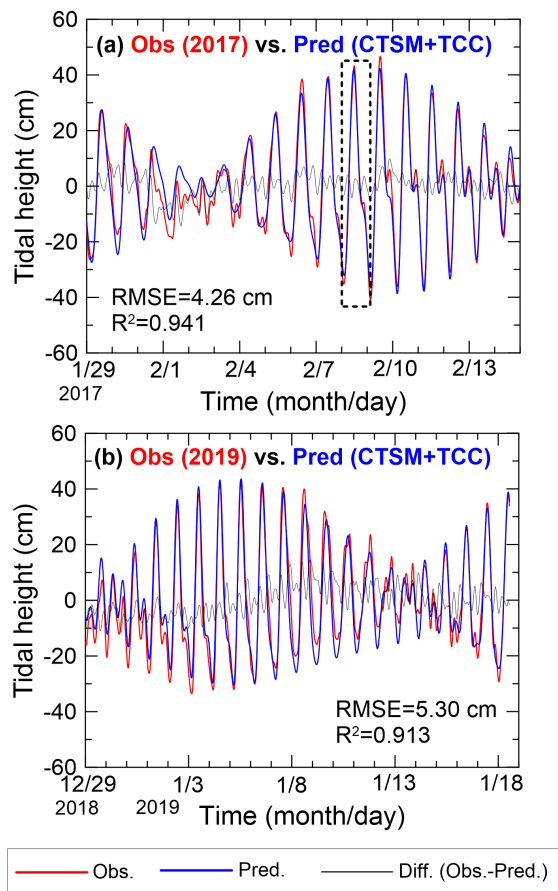 (a) Obs (2017) vs. Pred (CTSM+TCC)
60
40
20
0
-20
-40
-60
Tidal height (cm)
RMSE=4.26 cm
R²=0.941
1/29 2/1 2/4 2/7 2/10 2/13
2017
Time (month/day)
(b) Obs (2019) vs. Pred (CTSM+TCC)
60
40
20
0
-20
-40
-60
Tidal height (cm)
RMSE=5.30 cm
R²=0.913
12/29 1/3 1/8 1/13 1/18
2018 2019
Time (month/day)
Obs. Pred. Diff. (Obs.-Pred.)